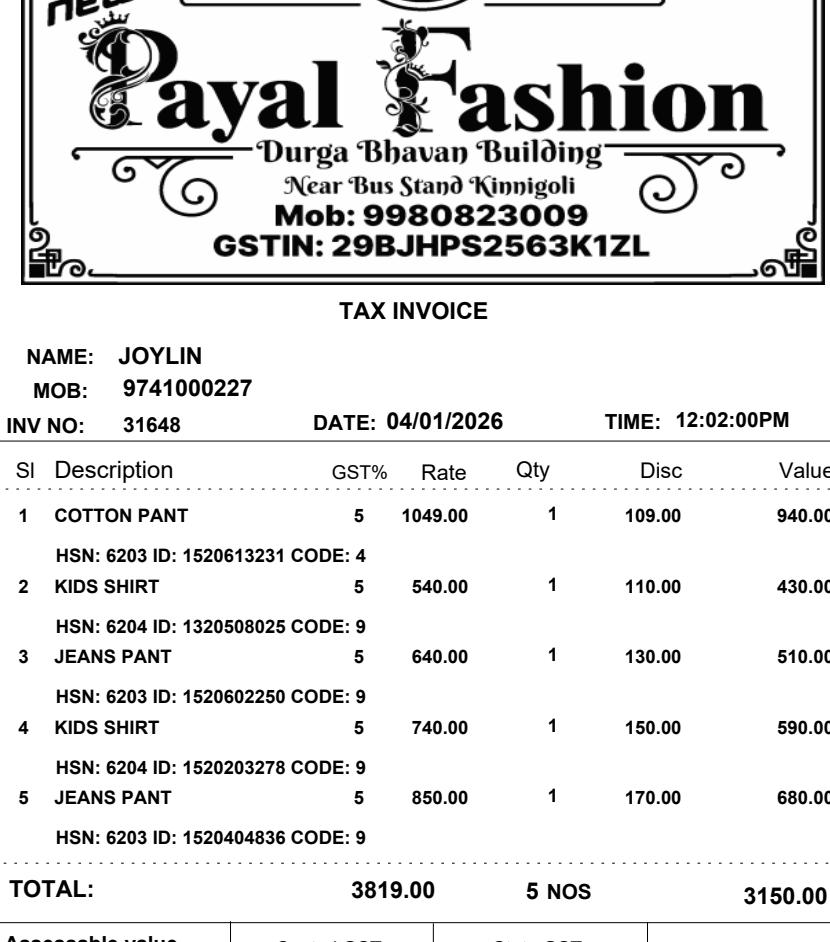 new
Payal Fashion
Durga Bhavan Building
Near Bus Stand Kinnigoli
Mob: 9980823009
GSTIN: 29BJHPS2563K1ZL
TAX INVOICE
NAME: JOYLIN
MOB: 9741000227
INV NO: 31648 DATE: 04/01/2026 TIME: 12:02:00PM
Sl Description GST% Rate Qty Disc Value
1 COTTON PANT 5 1049.00 1 109.00 940.00
HSN: 6203 ID: 1520613231 CODE: 4
2 KIDS SHIRT 5 540.00 1 110.00 430.00
HSN: 6204 ID: 1320508025 CODE: 9
3 JEANS PANT 5 640.00 1 130.00 510.00
HSN: 6203 ID: 1520602250 CODE: 9
4 KIDS SHIRT 5 740.00 1 150.00 590.00
HSN: 6204 ID: 1520203278 CODE: 9
5 JEANS PANT 5 850.00 1 170.00 680.00
HSN: 6203 ID: 1520404836 CODE: 9
TOTAL: 3819.00 5 NOS 3150.00